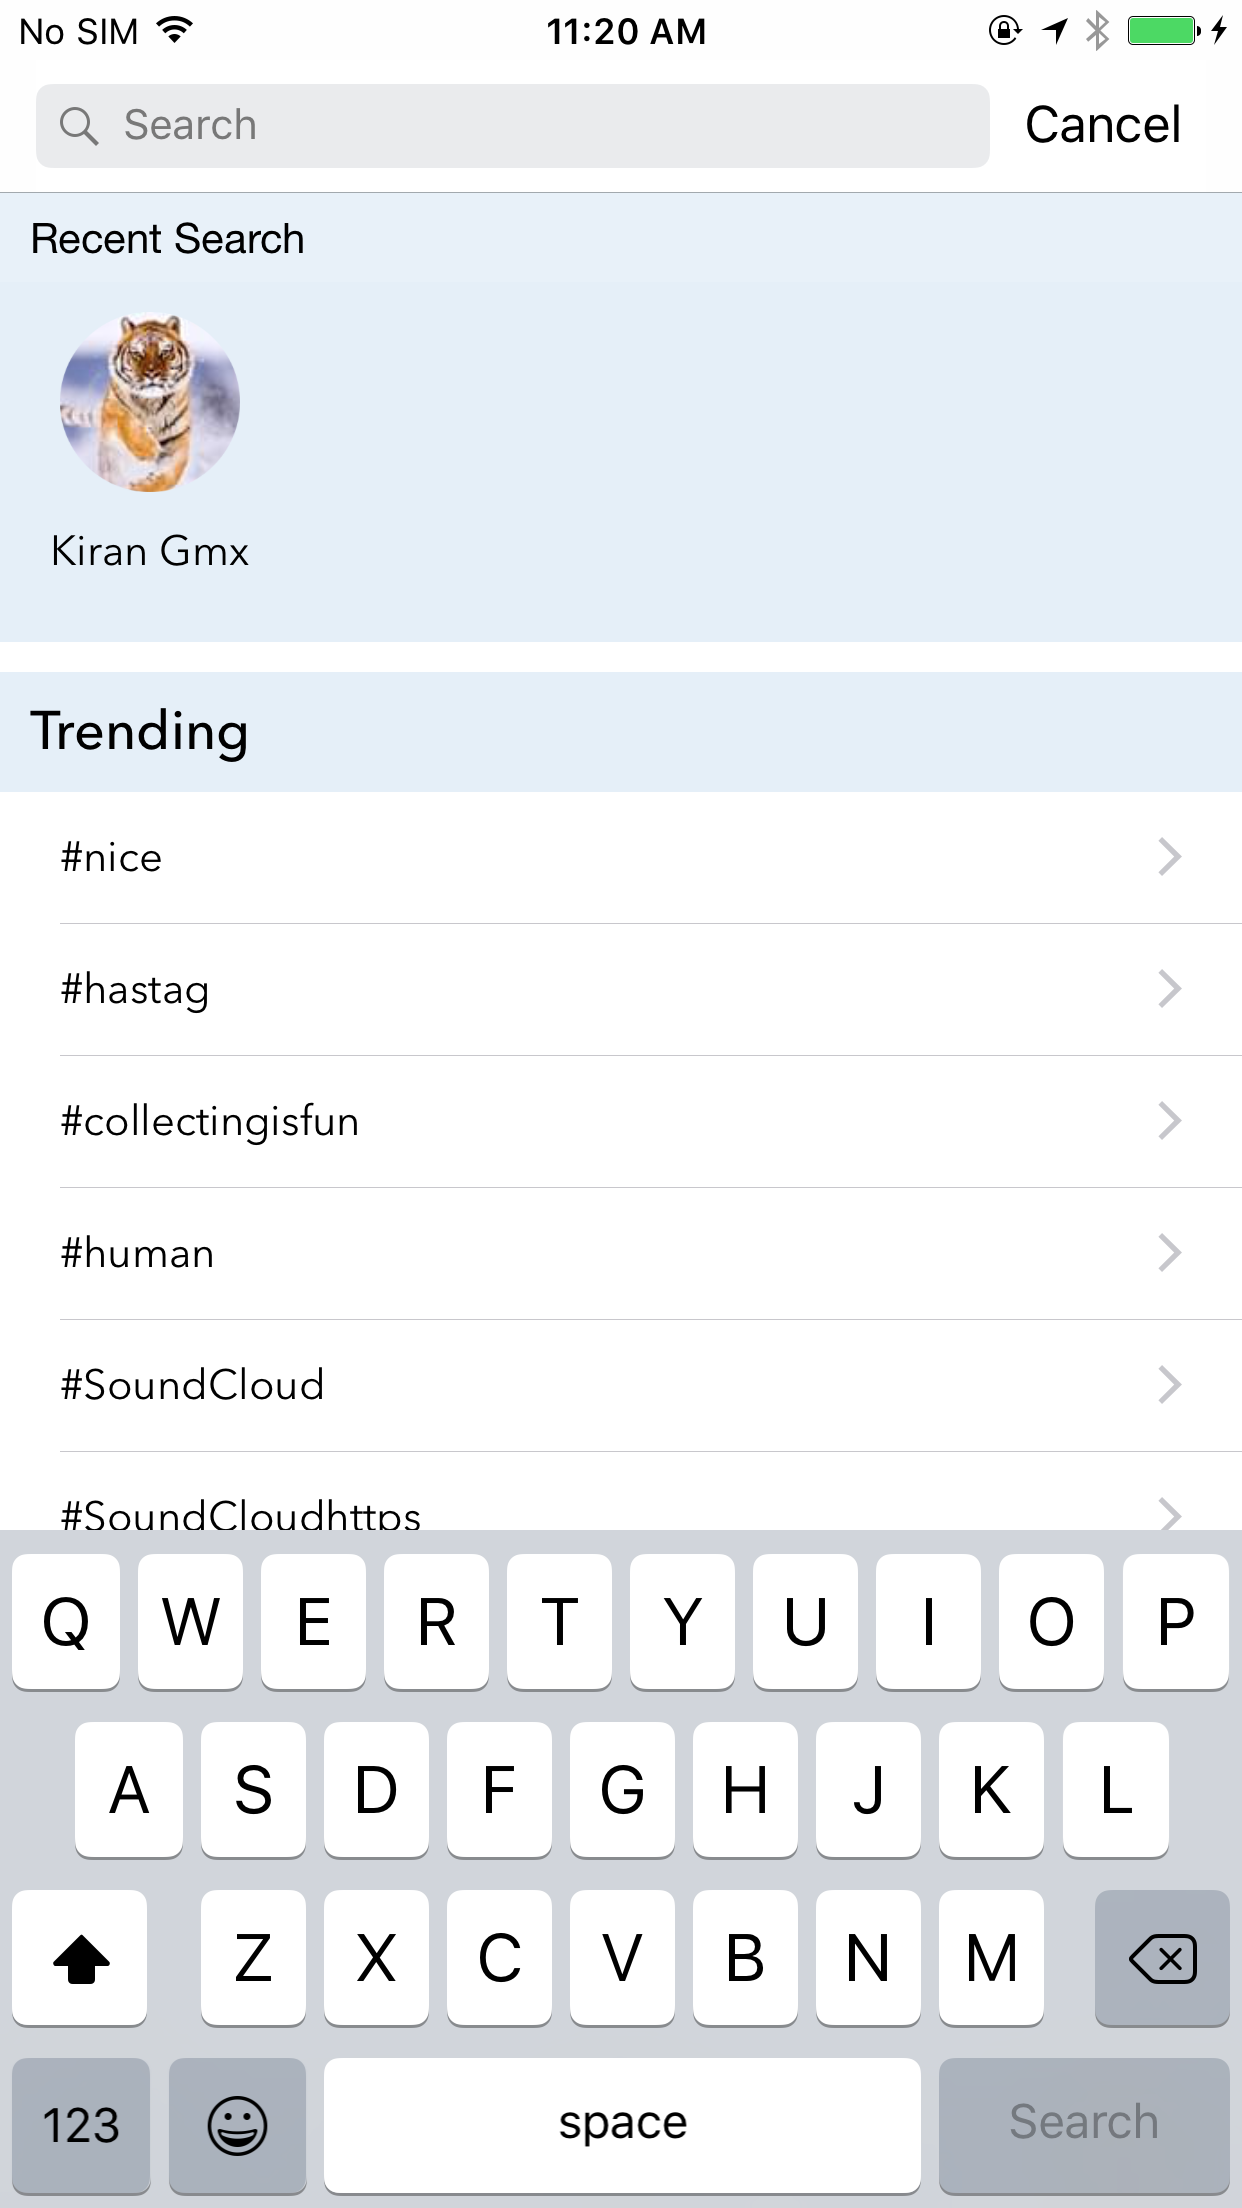 No SIM 11:20 AM
Search Cancel
Recent Search
Kiran Gmx
Trending
#nice
#hastag
#collectingisfun
#human
#SoundCloud
#SoundCloudhttps
Q W E R T Y U I O P
A S D F G H J K L
Z X C V B N M
123 space Search